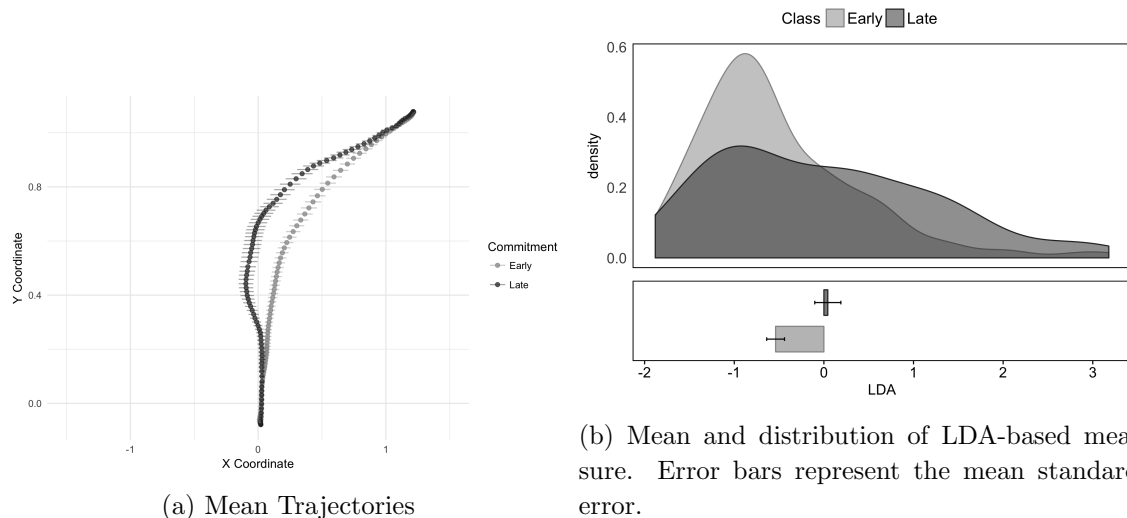 Class Early Late
0.6
0.4
0.2
0.0
density
-2 -1 0 1 2 3
LDA
0.8
0.4
0.0
Y Coordinate
-1 0 1
X Coordinate
Commitment
Early
Late
(a) Mean Trajectories
(b) Mean and distribution of LDA-based mea
sure. Error bars represent the mean standar
error.